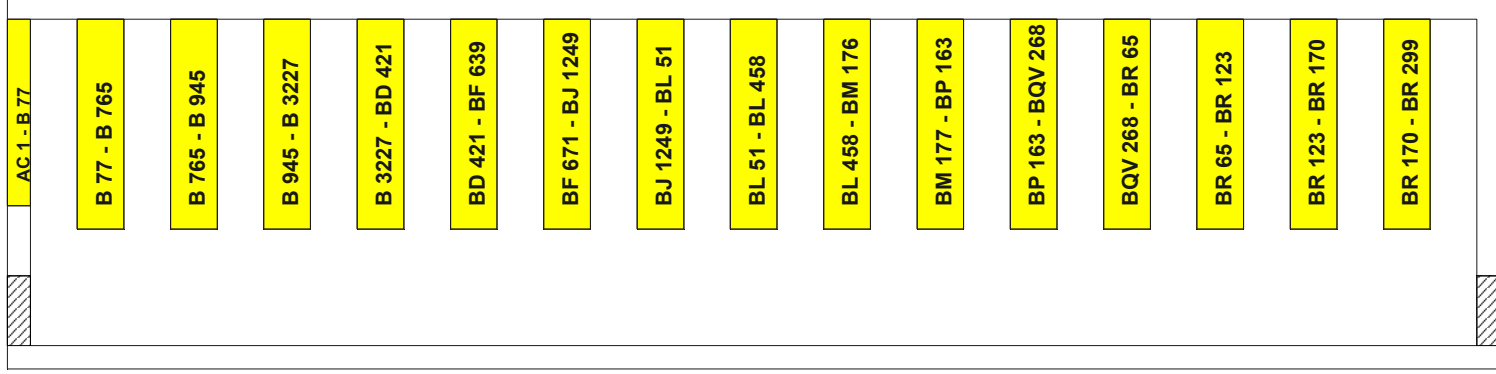 AC 1 - B 77
B 77 - B 765
B 765 - B 945
B 945 - B 3227
B 3227 - BD 421
BD 421 - BF 639
BF 671 - BJ 1249
BJ 1249 - BL 51
BL 51 - BL 458
BL 458 - BM 176
BM 177 - BP 163
BP 163 - BQV 268
BQV 268 - BR 65
BR 65 - BR 123
BR 123 - BR 170
BR 170 - BR 299